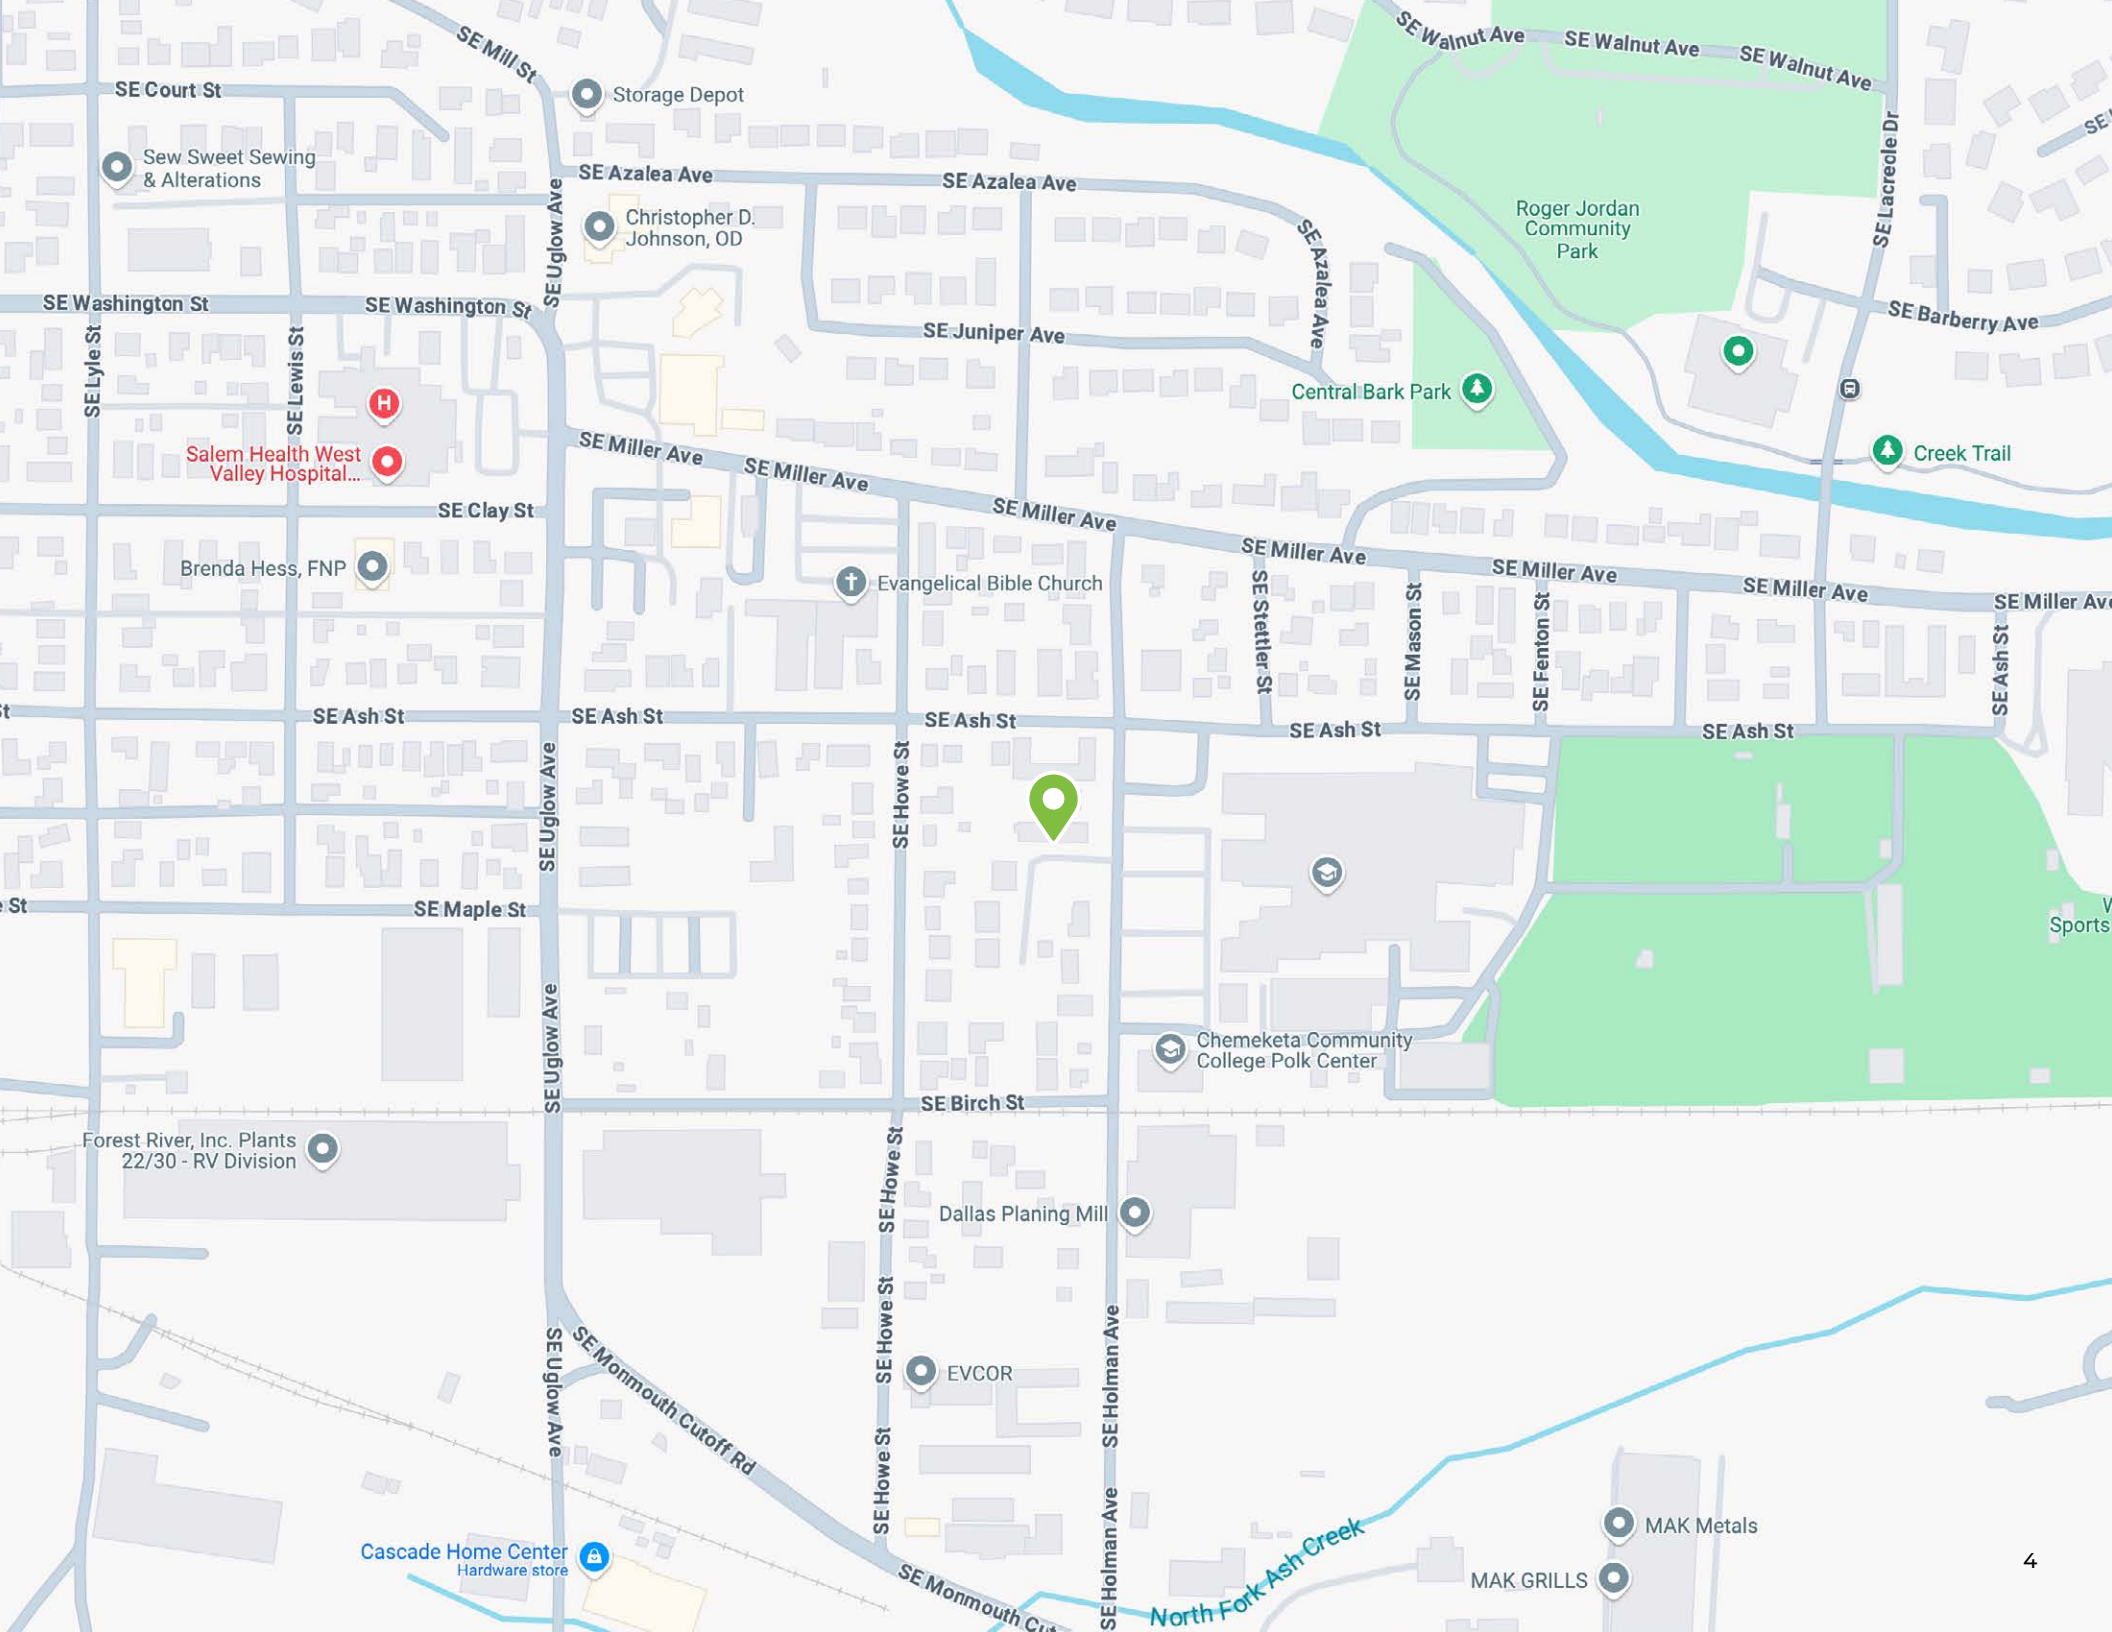 SE Mill St
SE Walnut Ave
SE Walnut Ave
SE Walnut Ave
SE Court St
Storage Depot
SE Lacreole Dr
SE
Sew Sweet Sewing
& Alterations
SE Azalea Ave
SE Azalea Ave
SE Uglow Ave
Christopher D.
Johnson, OD
SE Azalea Ave
Roger Jordan
Community
Park
SE Washington St
SE Washington St
SE Barberry Ave
SE Lyle St
SE Lewis St
SE Juniper Ave
Central Bark Park
H
Salem Health West
Valley Hospital...
SE Miller Ave
SE Miller Ave
Creek Trail
SE Clay St
SE Miller Ave
SE Miller Ave
SE Miller Ave
SE Miller Ave
SE Miller Ave
Brenda Hess, FNP
Evangelical Bible Church
SE Stettler St
SE Mason St
SE Fenton St
SE Ash St
St
SE Ash St
SE Ash St
SE Ash St
SE Ash St
SE Ash St
SE Uglow Ave
SE Howe St
e St
SE Maple St
Sports
SE Uglow Ave
Chemeketa Community
College Polk Center
SE Birch St
Forest River, Inc. Plants
22/30 - RV Division
SE Howe St
Dallas Planing Mill
SE Howe St
SE Holman Ave
SE Uglow Ave
SE Monmouth Cutoff Rd
EVCOR
SE Howe St
SE Holman Ave
MAK Metals
North Fork Ash Creek
Cascade Home Center
Hardware store
SE Monmouth Cut
MAK GRILLS
4